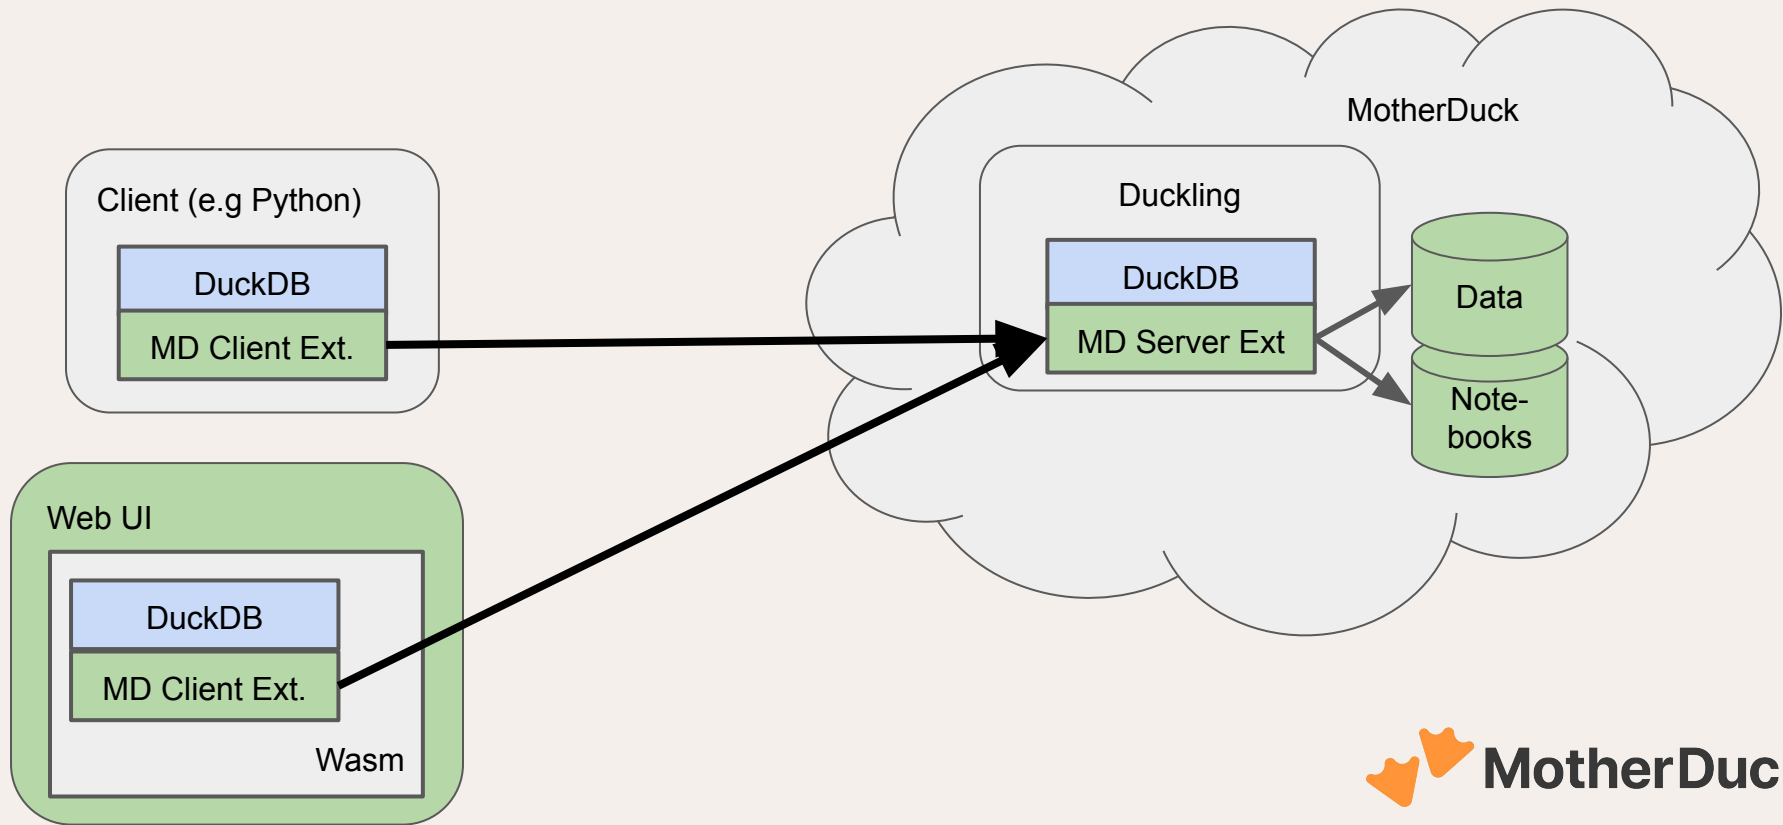 MotherDuck
Client (e.g Python)
DuckDB
MD Client Ext.
Duckling
DuckDB
MD Server Ext
Data
Note-
books
Web UI
DuckDB
MD Client Ext.
Wasm
MotherDuc